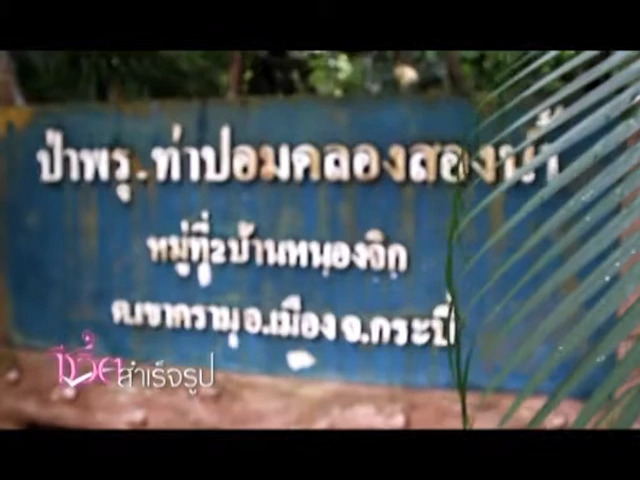 ป่าพรุ.ท่าปอมคลองสองน้ำ
หมู่ที่2บ้านหนองจิก
ต.เขาครามอ.เมืองจ.กระบี่
สำเร็จรูป